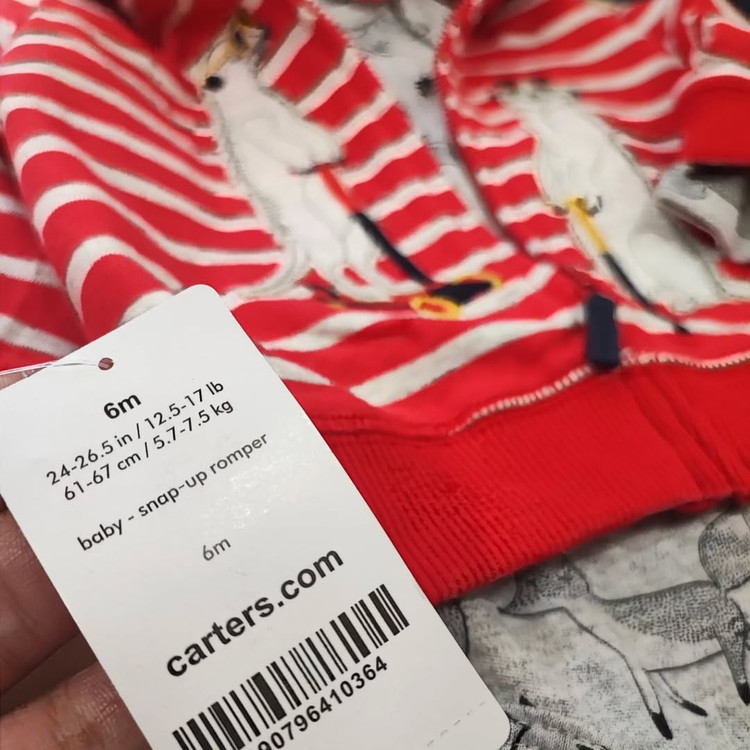 6m
24-26.5 in / 12.5-17 lb
61-67 cm / 5.7-7.5 kg
baby - snap-up romper
6m
carters.com
90796410364